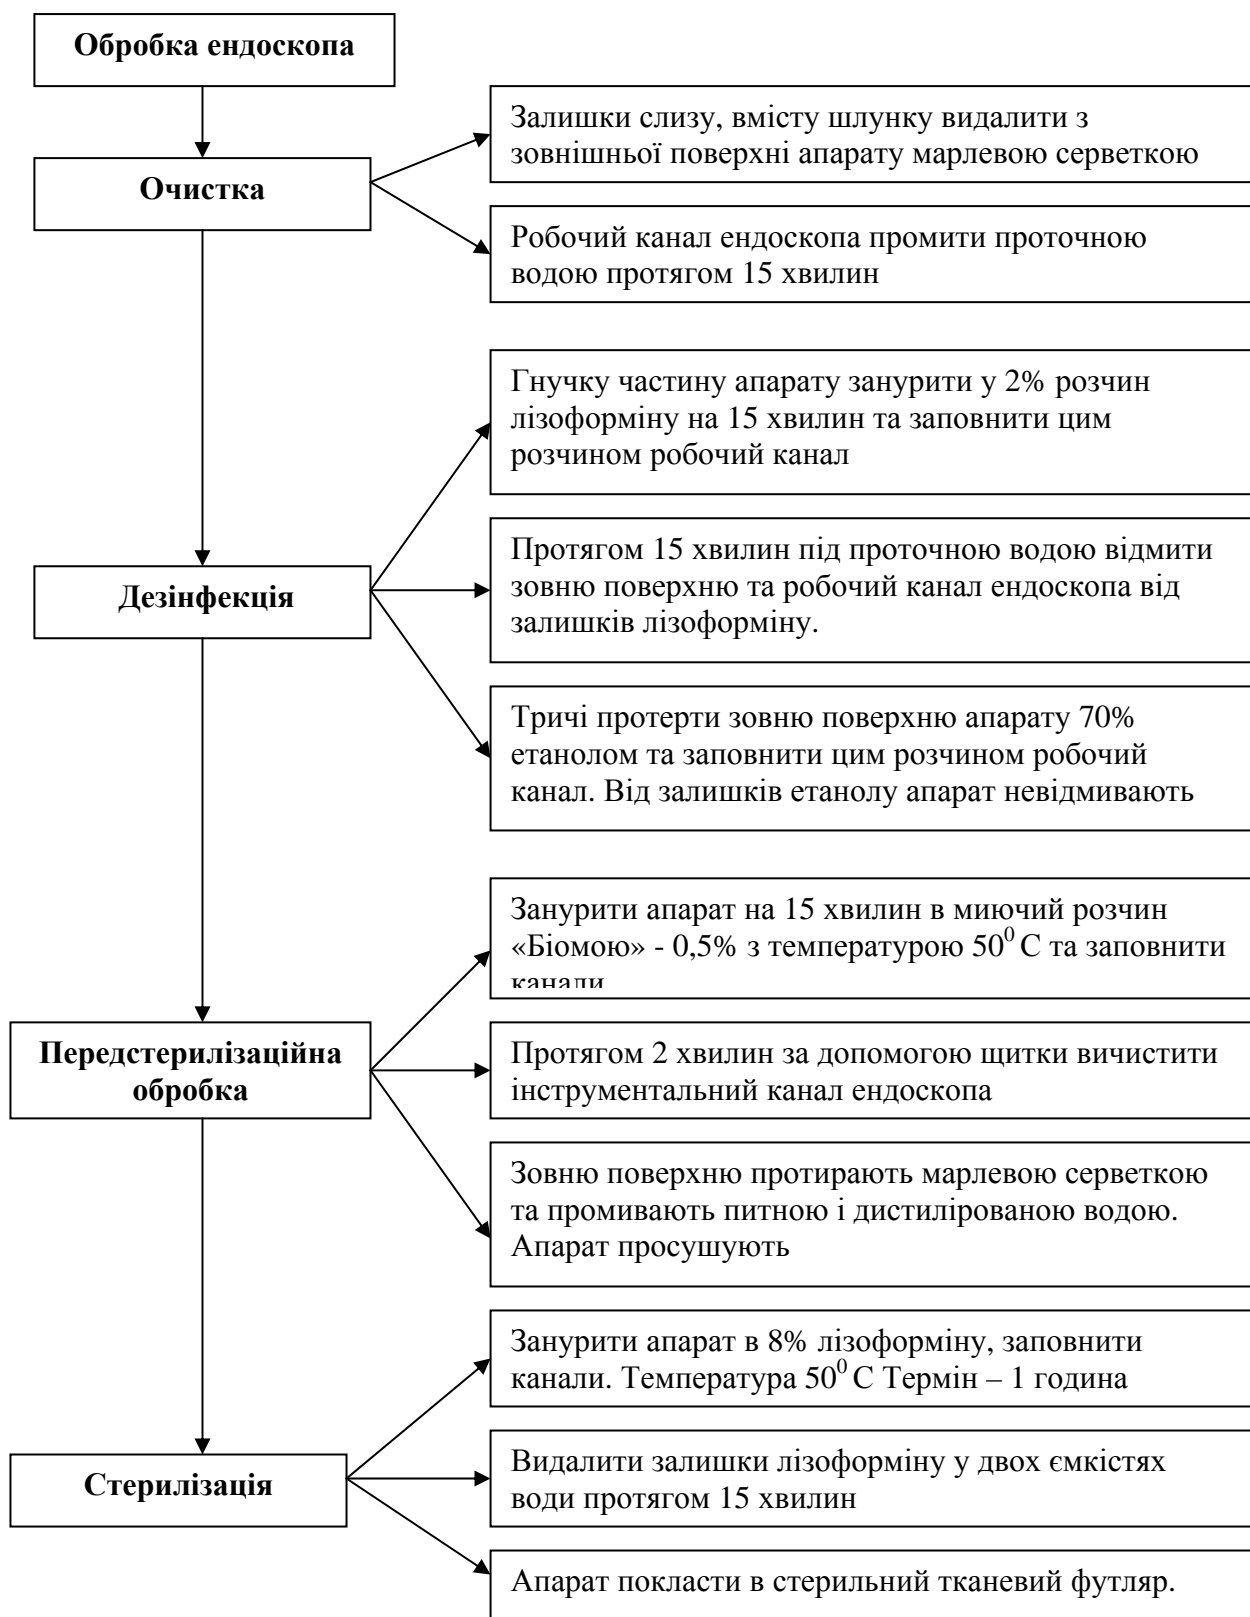 Обробка ендоскопа
Очистка
Залишки слизу, вмісту шлунку видалити з
зовнішньої поверхні апарату марлевою серветкою
Робочий канал ендоскопа промити проточною
водою протягом 15 хвилин
Дезінфекція
Гнучку частину апарату занурити у 2% розчин
лізоформіну на 15 хвилин та заповнити цим
розчином робочий канал
Протягом 15 хвилин під проточною водою відмити
зовню поверхню та робочий канал ендоскопа від
залишків лізоформіну.
Тричі протерти зовню поверхню апарату 70%
етанолом та заповнити цим розчином робочий
канал. Від залишків етанолу апарат невідмивають
Передстерилізаційна
обробка
Занурити апарат на 15 хвилин в миючий розчин
«Біомою» - 0,5% з температурою 50⁰ С та заповнити
канали
Протягом 2 хвилин за допомогою щитки вичистити
інструментальний канал ендоскопа
Зовню поверхню протирають марлевою серветкою
та промивають питною і дистилірованою водою.
Апарат просушують
Стерилізація
Занурити апарат в 8% лізоформіну, заповнити
канали. Температура 50⁰ С Термін – 1 година
Видалити залишки лізоформіну у двох ємкістях
води протягом 15 хвилин
Апарат покласти в стерильний тканевий футляр.